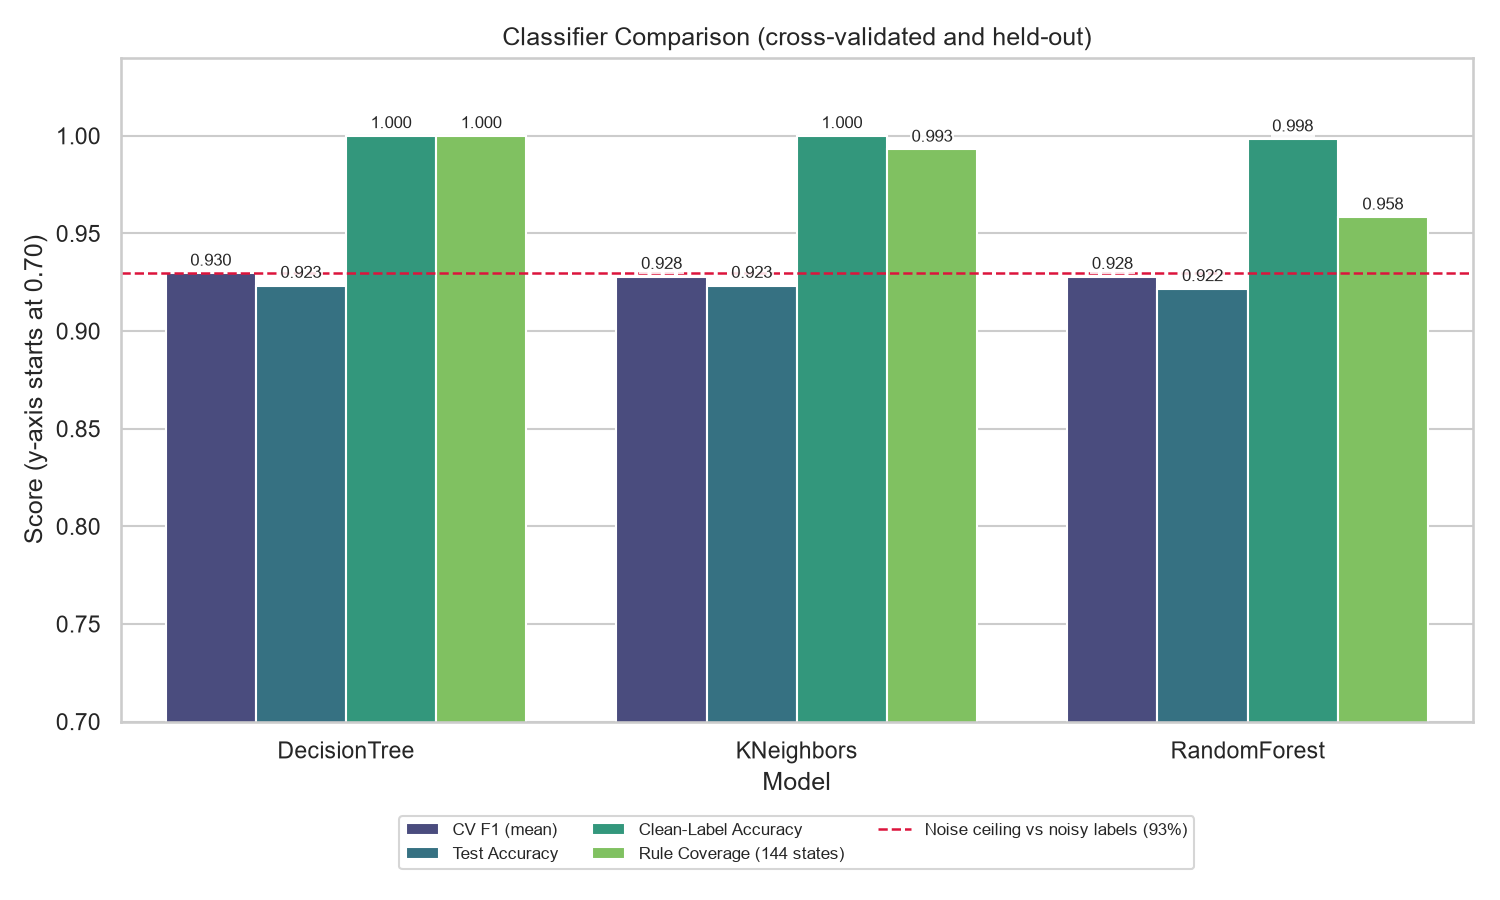 Classifier Comparison (cross-validated and held-out)
Score (y-axis starts at 0.70)
1.00
0.95
0.90
0.85
0.80
0.75
0.70
0.930
0.923
1.000
1.000
0.928
0.923
1.000
0.993
0.928
0.922
0.998
0.958
DecisionTree
KNeighbors
RandomForest
Model
CV F1 (mean)
Test Accuracy
Clean-Label Accuracy
Rule Coverage (144 states)
Noise ceiling vs noisy labels (93%)